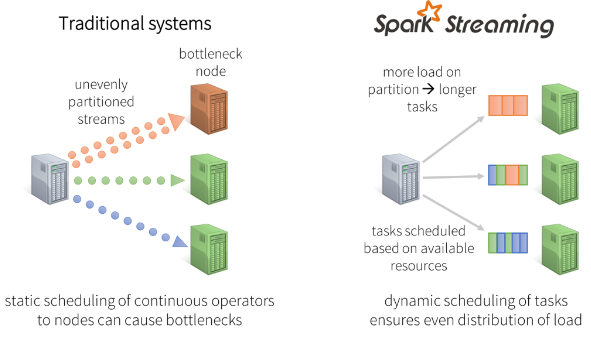 Traditional systems
bottleneck
node
unevenly
partitioned
streams
static scheduling of continuous operators
to nodes can cause bottlenecks
Spark Streaming
more load on
partition → longer
tasks
tasks scheduled
based on available
resources
dynamic scheduling of tasks
ensures even distribution of load